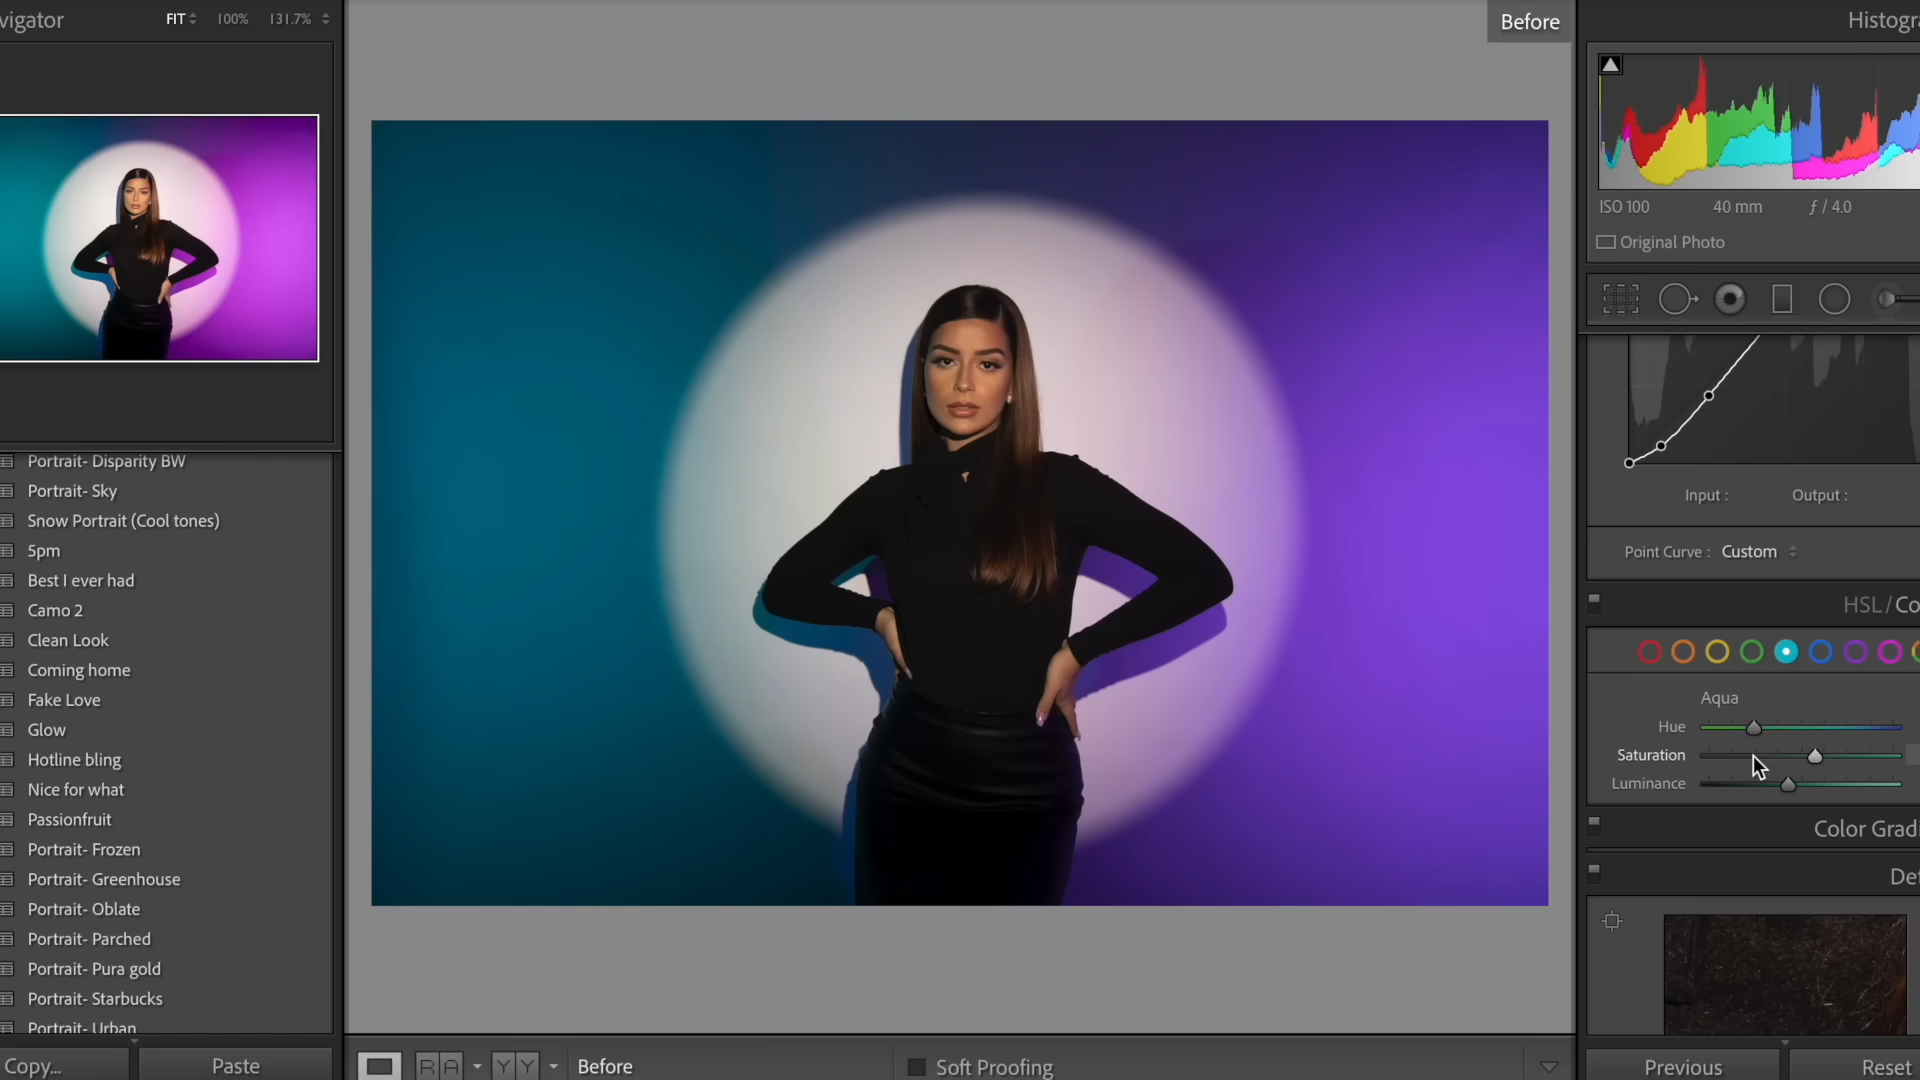 vigator
FIT
100%
131.7%
Portrait- Disparity BW
Portrait- Sky
Snow Portrait (Cool tones)
5pm
Best I ever had
Camo 2
Clean Look
Coming home
Fake Love
Glow
Hotline bling
Nice for what
Passionfruit
Portrait- Frozen
Portrait- Greenhouse
Portrait- Oblate
Portrait- Parched
Portrait- Pura gold
Portrait- Starbucks
Portrait- Urban
Copy...
Paste
Before
R A
Y Y
Before
Soft Proofing
Histogra
ISO 100
40 mm
ƒ / 4.0
Original Photo
Input :
Output :
Point Curve : Custom
HSL / Co
Aqua
Hue
Saturation
Luminance
Color Gradi
Det
Previous
Reset